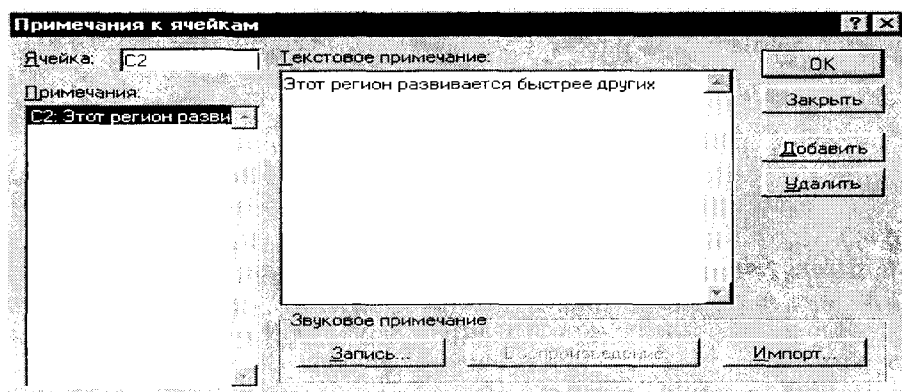 Примечания к ячейкам
Ячейка: C2
Примечания:
C2: Этот регион разви
Текстовое примечание:
Этот регион развивается быстрее других
OK
Закрыть
Добавить
Удалить
Звуковое примечание
Запись...
Воспроизведение
Импорт...